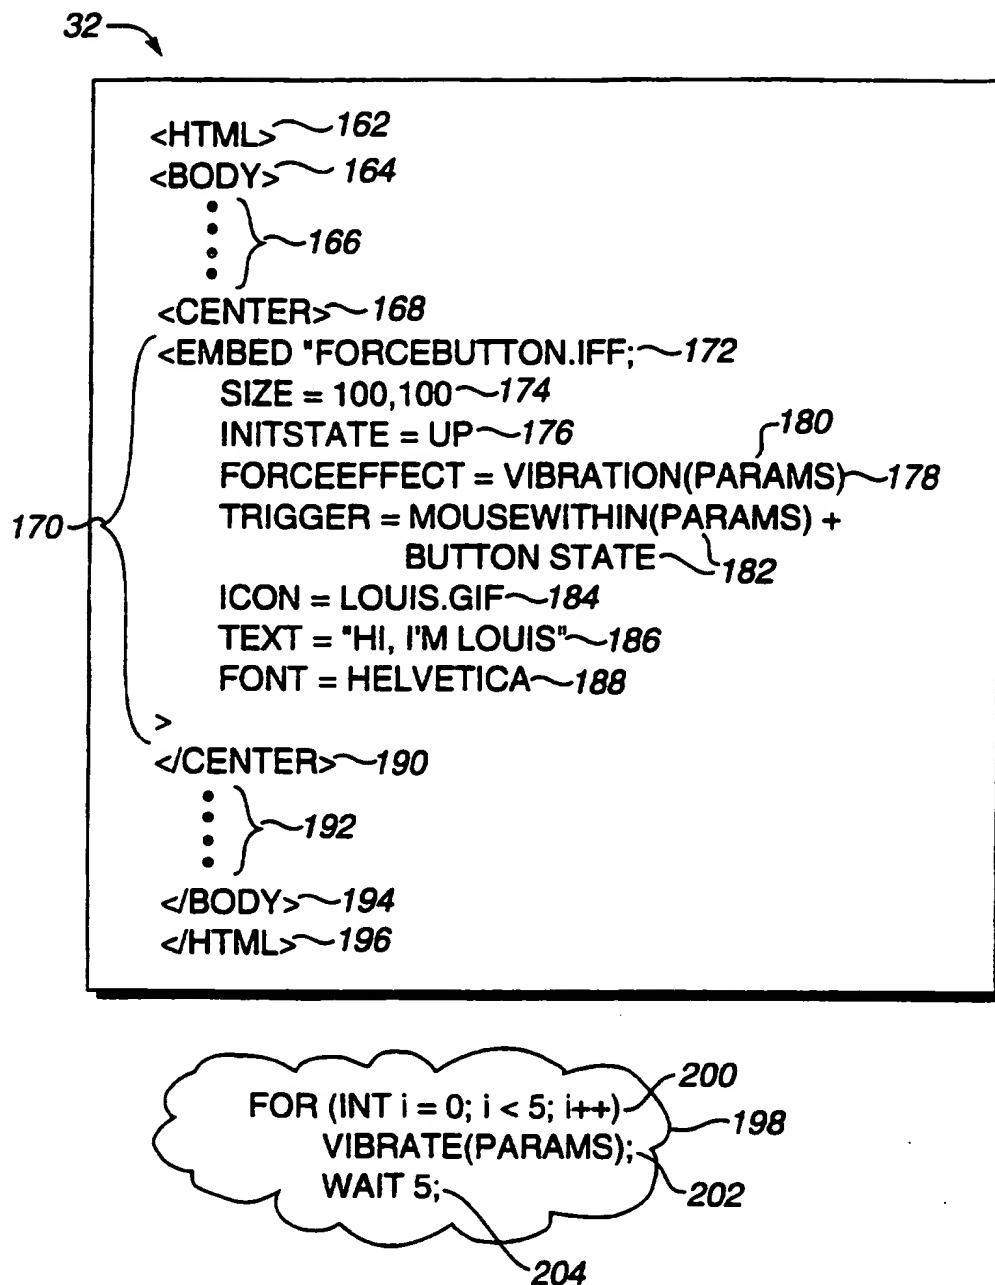 32
<HTML> 162
<BODY> 164
166
<CENTER> 168
<EMBED "FORCEBUTTON.IFF; 172
SIZE = 100,100 174
INITSTATE = UP 176
180
FORCEEFFECT = VIBRATION(PARAMS) 178
170 TRIGGER = MOUSEWITHIN(PARAMS) +
BUTTON STATE 182
ICON = LOUIS.GIF 184
TEXT = "HI, I'M LOUIS" 186
FONT = HELVETICA 188
>
</CENTER> 190
192
</BODY> 194
</HTML> 196
FOR (INT i = 0; i < 5; i++) 200
198
VIBRATE(PARAMS);
202
WAIT 5;
204